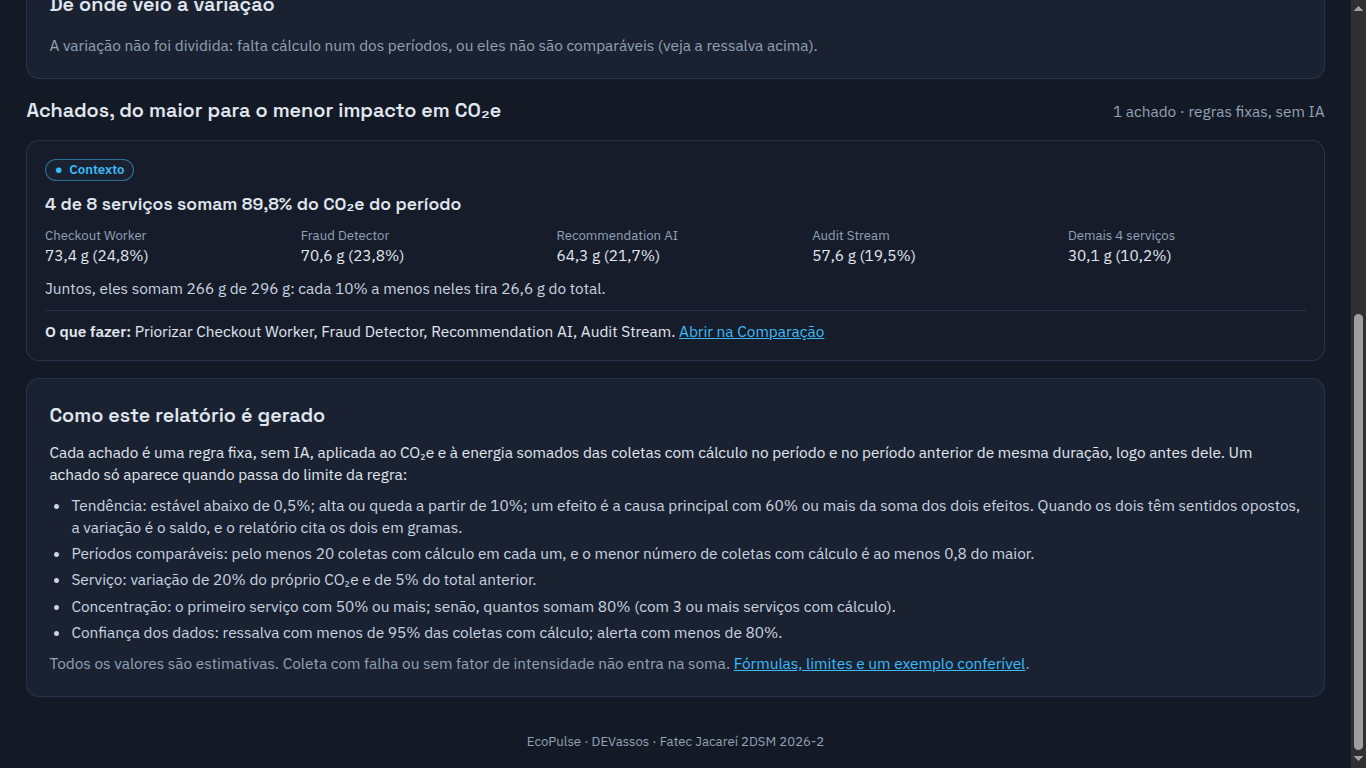 De onde veio a variação
A variação não foi dividida: falta cálculo num dos períodos, ou eles não são comparáveis (veja a ressalva acima).
Achados, do maior para o menor impacto em CO₂e
1 achado · regras fixas, sem IA
• Contexto
4 de 8 serviços somam 89,8% do CO₂e do período
Checkout Worker
73,4 g (24,8%)
Fraud Detector
70,6 g (23,8%)
Recommendation AI
64,3 g (21,7%)
Audit Stream
57,6 g (19,5%)
Demais 4 serviços
30,1 g (10,2%)
Juntos, eles somam 266 g de 296 g: cada 10% a menos neles tira 26,6 g do total.
O que fazer: Priorizar Checkout Worker, Fraud Detector, Recommendation AI, Audit Stream. Abrir na Comparação
Como este relatório é gerado
Cada achado é uma regra fixa, sem IA, aplicada ao CO₂e e à energia somados das coletas com cálculo no período e no período anterior de mesma duração, logo antes dele. Um
achado só aparece quando passa do limite da regra:
• Tendência: estável abaixo de 0,5%; alta ou queda a partir de 10%; um efeito é a causa principal com 60% ou mais da soma dos dois efeitos. Quando os dois têm sentidos opostos,
a variação é o saldo, e o relatório cita os dois em gramas.
• Períodos comparáveis: pelo menos 20 coletas com cálculo em cada um, e o menor número de coletas com cálculo é ao menos 0,8 do maior.
• Serviço: variação de 20% do próprio CO₂e e de 5% do total anterior.
• Concentração: o primeiro serviço com 50% ou mais; senão, quantos somam 80% (com 3 ou mais serviços com cálculo).
• Confiança dos dados: ressalva com menos de 95% das coletas com cálculo; alerta com menos de 80%.
Todos os valores são estimativas. Coleta com falha ou sem fator de intensidade não entra na soma. Fórmulas, limites e um exemplo conferível.
EcoPulse · DEVassos · Fatec Jacareí 2DSM 2026-2